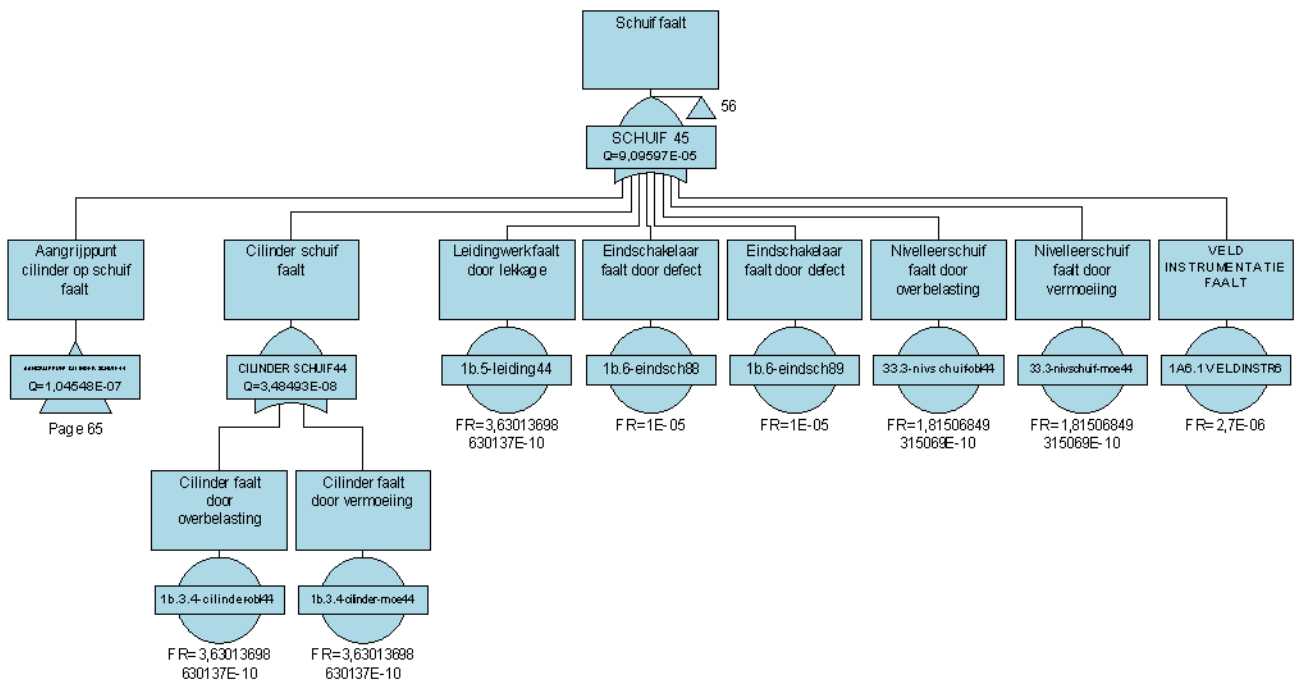 Schuif faalt
56
SCHUIF 45
Q=9,09597E-05
Aangrijppunt
cilinder op schuif
faalt
Cilinder schuif
faalt
Leidingwerkfaalt
door lekkage
Eindschakelaar
faalt door defect
Eindschakelaar
faalt door defect
Nivelleerschuif
faalt door
overbelasting
Nivelleerschuif
faalt door
vermoeiing
VELD
INSTRUMENTATIE
FAALT
AANGRIJPPUNT CILINDER SCHUIF44
Q=1,04548E-07
Page 65
CILINDER SCHUIF44
Q=3,48493E-08
1b.5-leiding44
FR=3,63013698
630137E-10
1b.6-eindsch88
FR=1E-05
1b.6-eindsch89
FR=1E-05
33.3-nivschuifobl44
FR=1,81506849
315069E-10
33.3-nivschuif-moe44
FR=1,81506849
315069E-10
1A6.1VELDINSTR6
FR=2,7E-06
Cilinder faalt
door
overbelasting
Cilinder faalt
door vermoeiing
1b.3.4-cilinderobl44
FR=3,63013698
630137E-10
1b.3.4-cilinder-moe44
FR=3,63013698
630137E-10